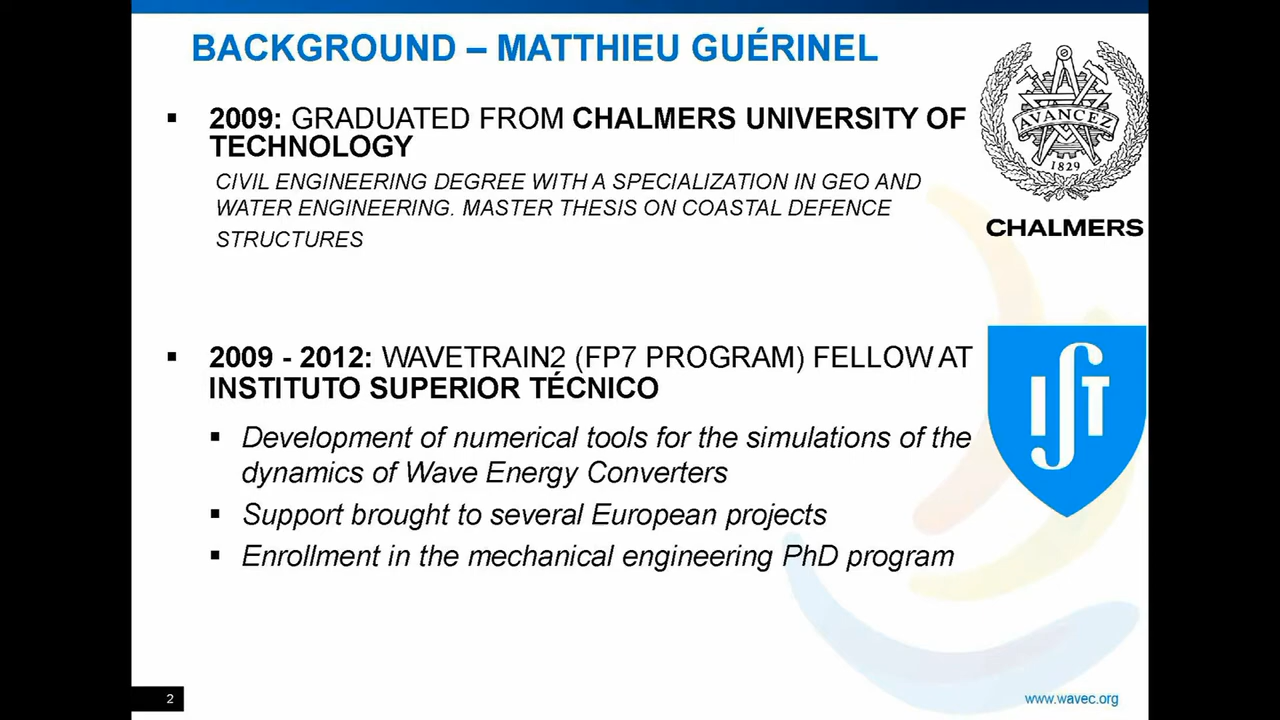 BACKGROUND – MATTHIEU GUÉRINEL
▪ 2009: GRADUATED FROM CHALMERS UNIVERSITY OF
TECHNOLOGY
CIVIL ENGINEERING DEGREE WITH A SPECIALIZATION IN GEO AND
WATER ENGINEERING. MASTER THESIS ON COASTAL DEFENCE
STRUCTURES
AVANCEZ
1829
CHALMERS
▪ 2009 - 2012: WAVETRAIN2 (FP7 PROGRAM) FELLOW AT
INSTITUTO SUPERIOR TÉCNICO
IST
▪ Development of numerical tools for the simulations of the
dynamics of Wave Energy Converters
▪ Support brought to several European projects
▪ Enrollment in the mechanical engineering PhD program
2
www.wavec.org